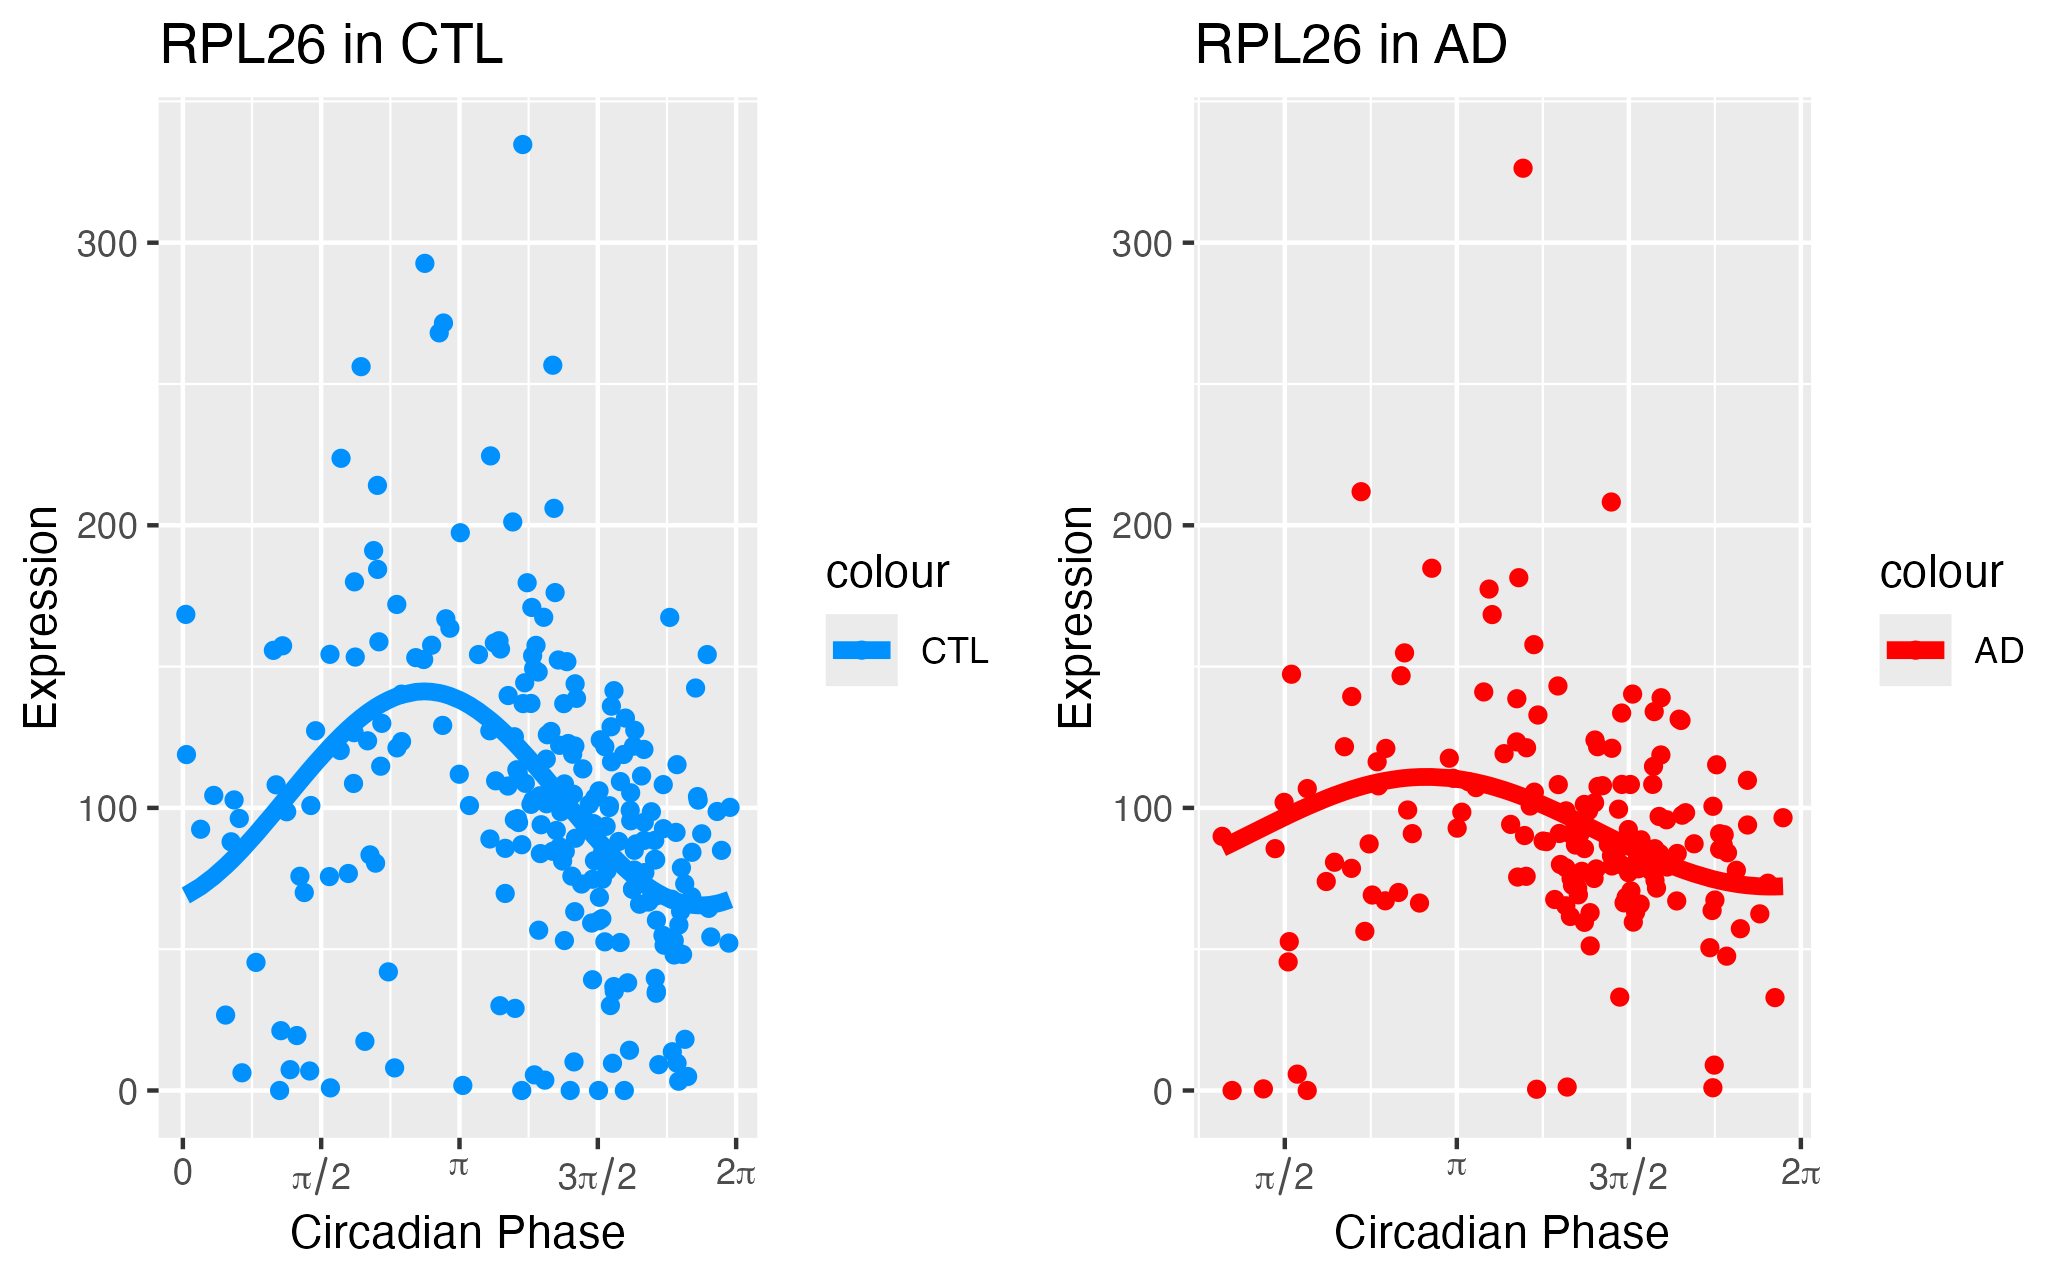 RPL26 in CTL
Expression
300
200
100
0
0 π/2 π 3π/2 2π
Circadian Phase
colour
CTL
RPL26 in AD
Expression
300
200
100
0
π/2 π 3π/2 2π
Circadian Phase
colour
AD